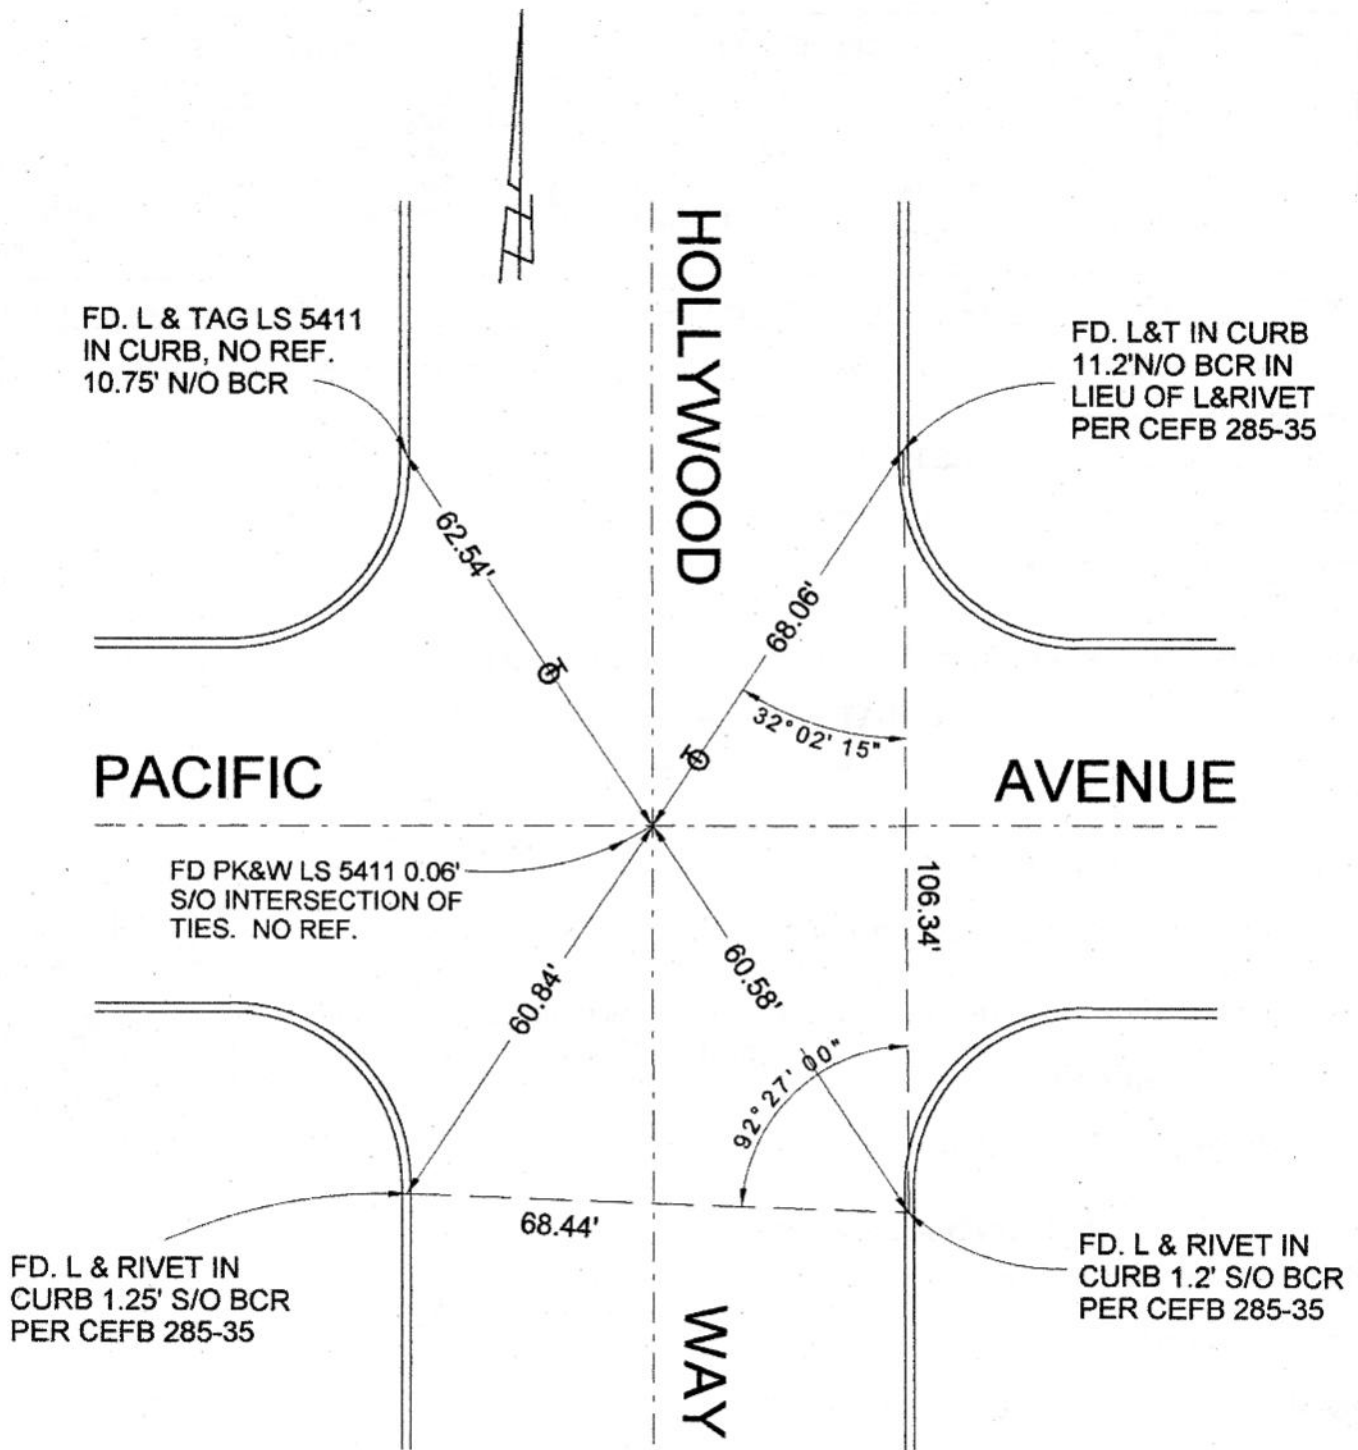 HOLLYWOOD
FD. L & TAG LS 5411
IN CURB, NO REF.
10.75' N/O BCR
FD. L&T IN CURB
11.2'N/O BCR IN
LIEU OF L&RIVET
PER CEFB 285-35
62.54'
68.06'
32° 02' 15"
PACIFIC
AVENUE
FD PK&W LS 5411 0.06'
S/O INTERSECTION OF
TIES. NO REF.
106.34'
60.84'
60.58'
92° 27' 00"
68.44'
FD. L & RIVET IN
CURB 1.25' S/O BCR
PER CEFB 285-35
FD. L & RIVET IN
CURB 1.2' S/O BCR
PER CEFB 285-35
WAY